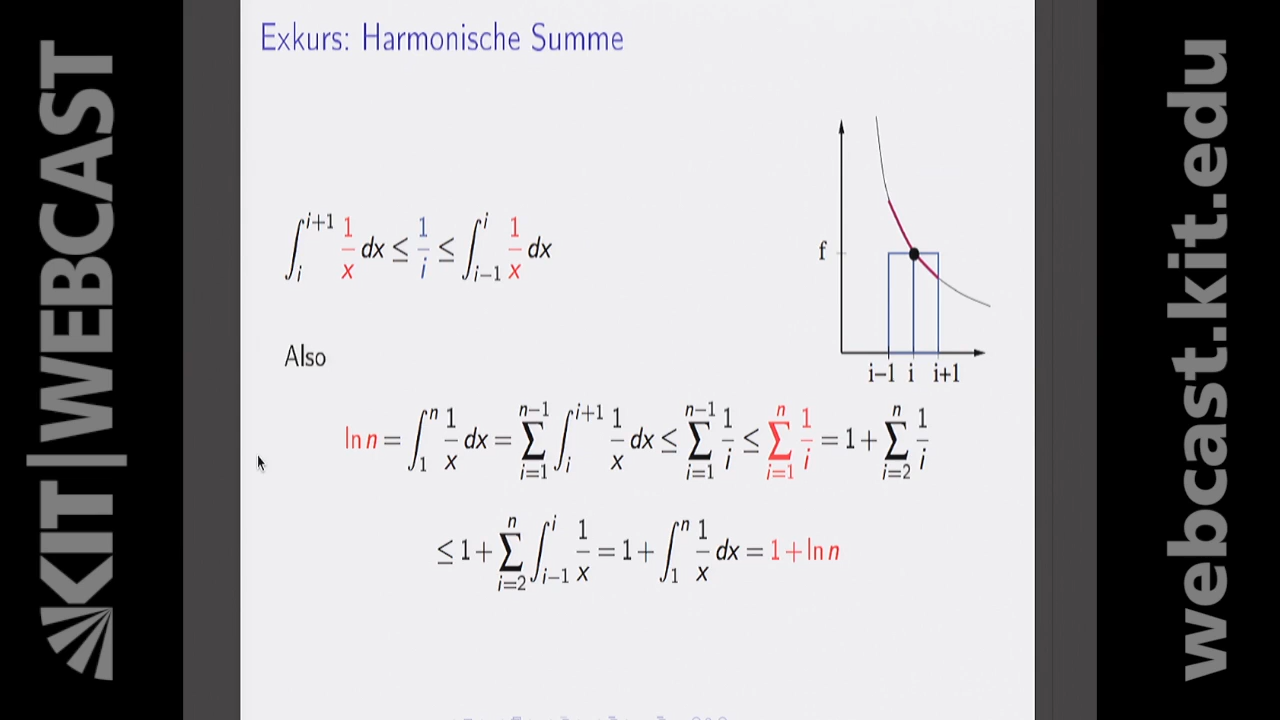 KIT|WEBCAST
Exkurs: Harmonische Summe
∫_i^{i+1} 1/x dx ≤ 1/i ≤ ∫_{i−1}^i 1/x dx
f
i−1 i i+1
Also
ln n = ∫_1^n 1/x dx = ∑_{i=1}^{n−1} ∫_i^{i+1} 1/x dx ≤ ∑_{i=1}^{n−1} 1/i ≤ ∑_{i=1}^n 1/i = 1 + ∑_{i=2}^n 1/i
≤ 1 + ∑_{i=2}^n ∫_{i−1}^i 1/x = 1 + ∫_1^n 1/x dx = 1 + ln n
webcast.kit.edu